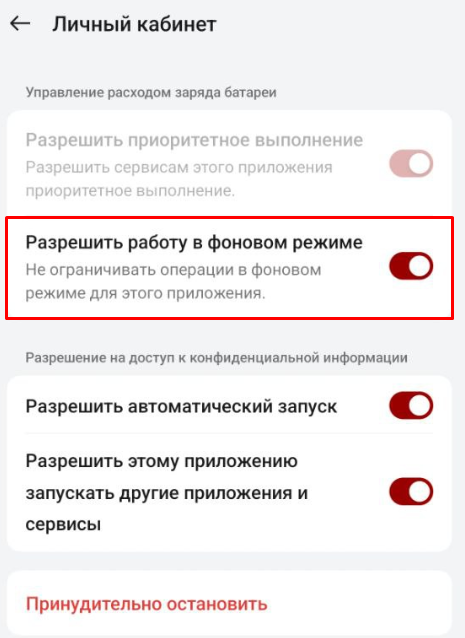 Личный кабинет
Управление расходом заряда батареи
Разрешить приоритетное выполнение
Разрешить сервисам этого приложения
приоритетное выполнение.
Разрешить работу в фоновом режиме
Не ограничивать операции в фоновом
режиме для этого приложения.
Разрешение на доступ к конфиденциальной информации
Разрешить автоматический запуск
Разрешить этому приложению
запускать другие приложения и
сервисы
Принудительно остановить